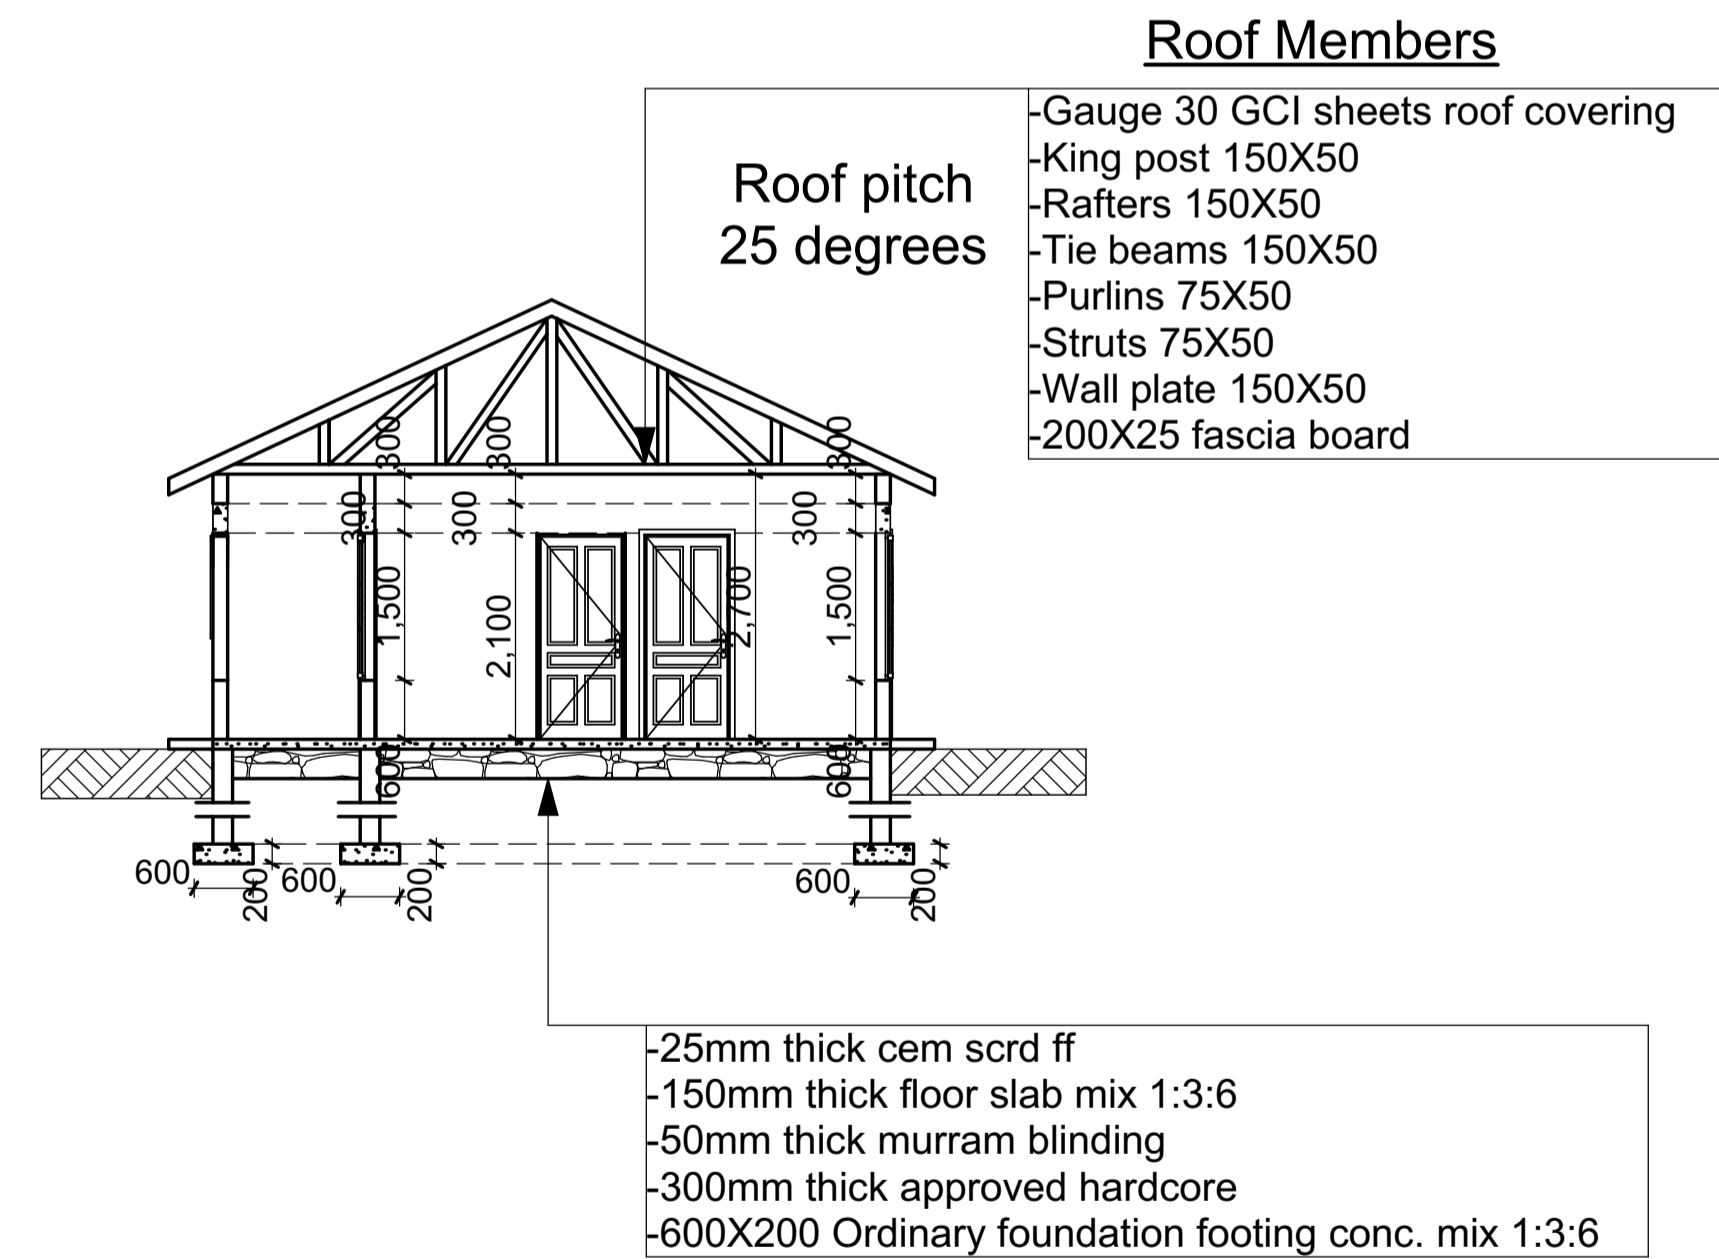 Roof Members
-Gauge 30 GCI sheets roof covering
-King post 150X50
-Rafters 150X50
-Tie beams 150X50
-Purlins 75X50
-Struts 75X50
-Wall plate 150X50
-200X25 fascia board
Roof pitch
25 degrees
300
300
300
300
300
300
1,500
2,100
2,700
1,500
600
600
600
200
600
200
600
200
-25mm thick cem scrd ff
-150mm thick floor slab mix 1:3:6
-50mm thick murram blinding
-300mm thick approved hardcore
-600X200 Ordinary foundation footing conc. mix 1:3:6